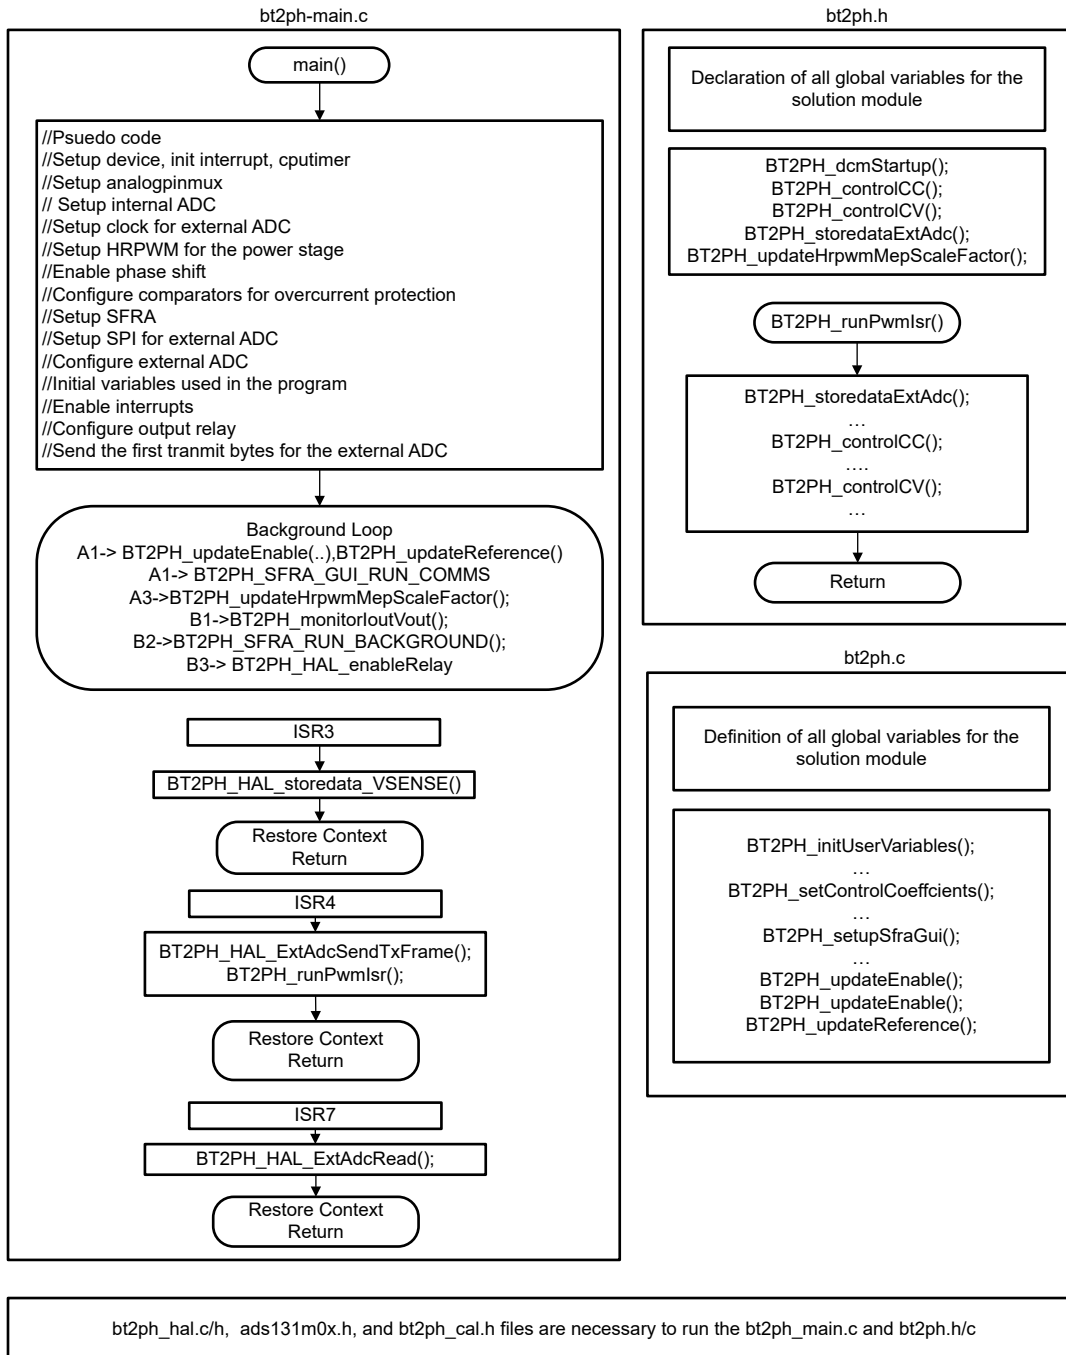 bt2ph-main.c
main()
//Psuedo code
//Setup device, init interrupt, cputimer
//Setup analogpinmux
// Setup internal ADC
//Setup clock for external ADC
//Setup HRPWM for the power stage
//Enable phase shift
//Configure comparators for overcurrent protection
//Setup SFRA
//Setup SPI for external ADC
//Configure external ADC
//Initial variables used in the program
//Enable interrupts
//Configure output relay
//Send the first tranmit bytes for the external ADC
Background Loop
A1-> BT2PH_updateEnable(..),BT2PH_updateReference()
A1-> BT2PH_SFRA_GUI_RUN_COMMS
A3->BT2PH_updateHrpwmMepScaleFactor();
B1->BT2PH_monitorIoutVout();
B2->BT2PH_SFRA_RUN_BACKGROUND();
B3-> BT2PH_HAL_enableRelay
ISR3
BT2PH_HAL_storedata_VSENSE()
Restore Context
Return
ISR4
BT2PH_HAL_ExtAdcSendTxFrame();
BT2PH_runPwmIsr();
Restore Context
Return
ISR7
BT2PH_HAL_ExtAdcRead();
Restore Context
Return
bt2ph.h
Declaration of all global variables for the
solution module
BT2PH_dcmStartup();
BT2PH_controlCC();
BT2PH_controlCV();
BT2PH_storedataExtAdc();
BT2PH_updateHrpwmMepScaleFactor();
BT2PH_runPwmIsr()
BT2PH_storedataExtAdc();
…
BT2PH_controlCC();
….
BT2PH_controlCV();
…
Return
bt2ph.c
Definition of all global variables for the
solution module
BT2PH_initUserVariables();
…
BT2PH_setControlCoeffcients();
…
BT2PH_setupSfraGui();
…
BT2PH_updateEnable();
BT2PH_updateEnable();
BT2PH_updateReference();
bt2ph_hal.c/h, ads131m0x.h, and bt2ph_cal.h files are necessary to run the bt2ph_main.c and bt2ph.h/c